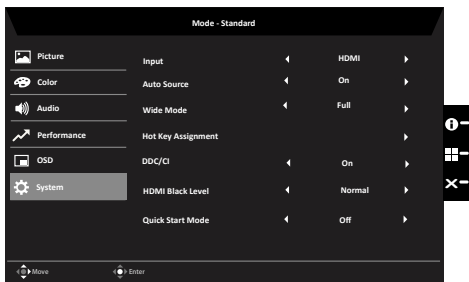 Mode - Standard
Picture
Color
Audio
Performance
OSD
System
Input HDMI
Auto Source On
Wide Mode Full
Hot Key Assignment
DDC/CI On
HDMI Black Level Normal
Quick Start Mode Off
Move Enter